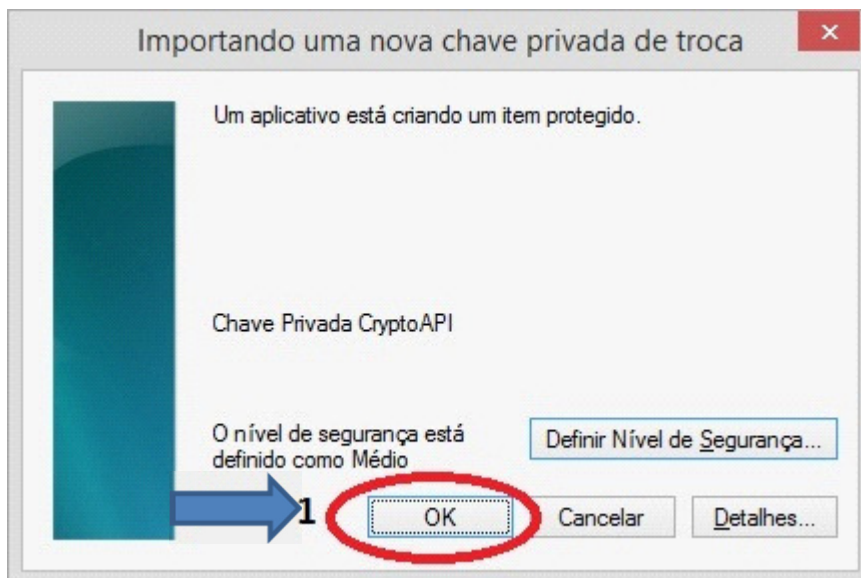 Importando uma nova chave privada de troca
Um aplicativo está criando um item protegido.
Chave Privada CryptoAPI
O nível de segurança está
definido como Médio
Definir Nível de Segurança...
1
OK
Cancelar
Detalhes...